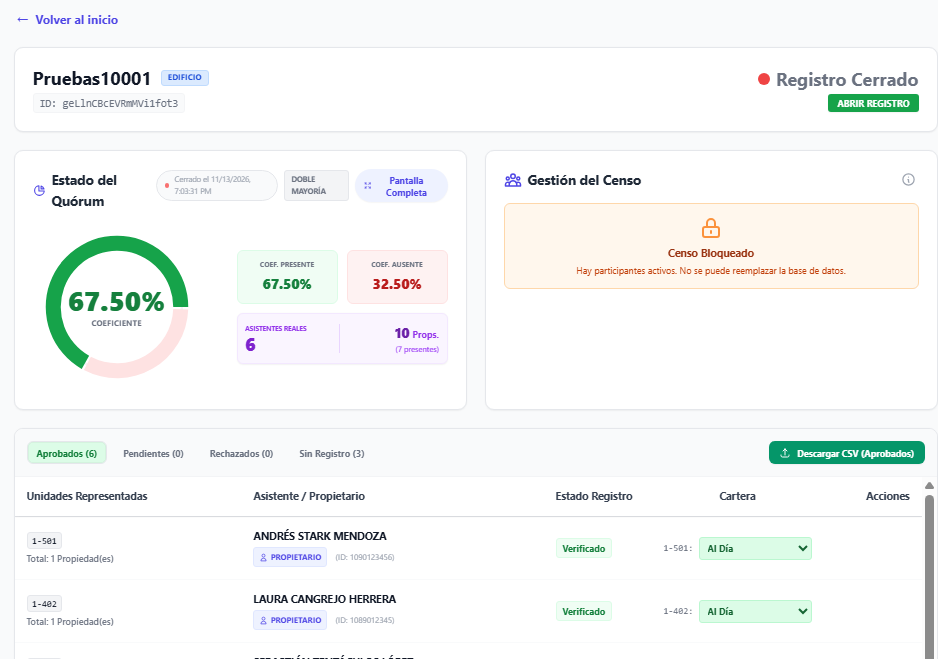 ← Volver al inicio
Pruebas10001 EDIFICIO
ID: geLlnCBcEVRmMVi1fot3
Registro Cerrado
ABRIR REGISTRO
Estado del
Quórum
Cerrado el 11/13/2026,
7:03:31 PM
DOBLE
MAYORÍA
Pantalla
Completa
67.50%
COEFICIENTE
COEF. PRESENTE
67.50%
COEF. AUSENTE
32.50%
ASISTENTES REALES
6
10 Props.
(7 presentes)
Gestión del Censo
Censo Bloqueado
Hay participantes activos. No se puede reemplazar la base de datos.
Aprobados (6) Pendientes (0) Rechazados (0) Sin Registro (3) Descargar CSV (Aprobados)
Unidades Representadas Asistente / Propietario Estado Registro Cartera Acciones
1-501
Total: 1 Propiedad(es)
ANDRÉS STARK MENDOZA
PROPIETARIO (ID: 1090123456)
Verificado
1-501: Al Día
1-402
Total: 1 Propiedad(es)
LAURA CANGREJO HERRERA
PROPIETARIO (ID: 1089012345)
Verificado
1-402: Al Día